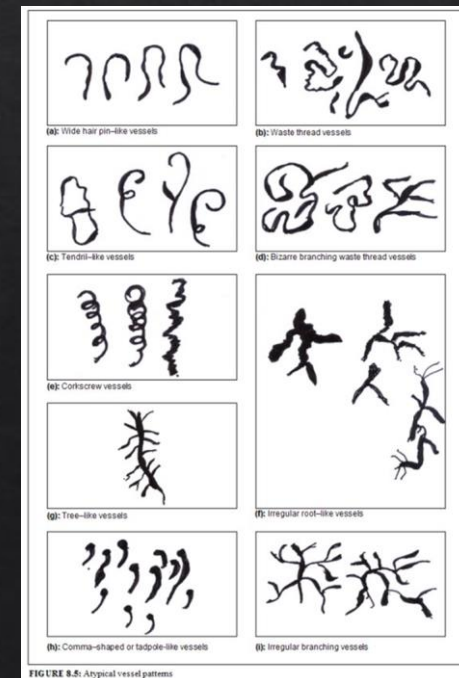 (a): Wide hair pin–like vessels
(b): Waste thread vessels
(c): Tendril–like vessels
(d): Bizarre branching waste thread vessels
(e): Corkscrew vessels
(g): Tree–like vessels
(f): Irregular root–like vessels
(h): Comma–shaped or tadpole-like vessels
(i): Irregular branching vessels
FIGURE 8.5: Atypical vessel patterns